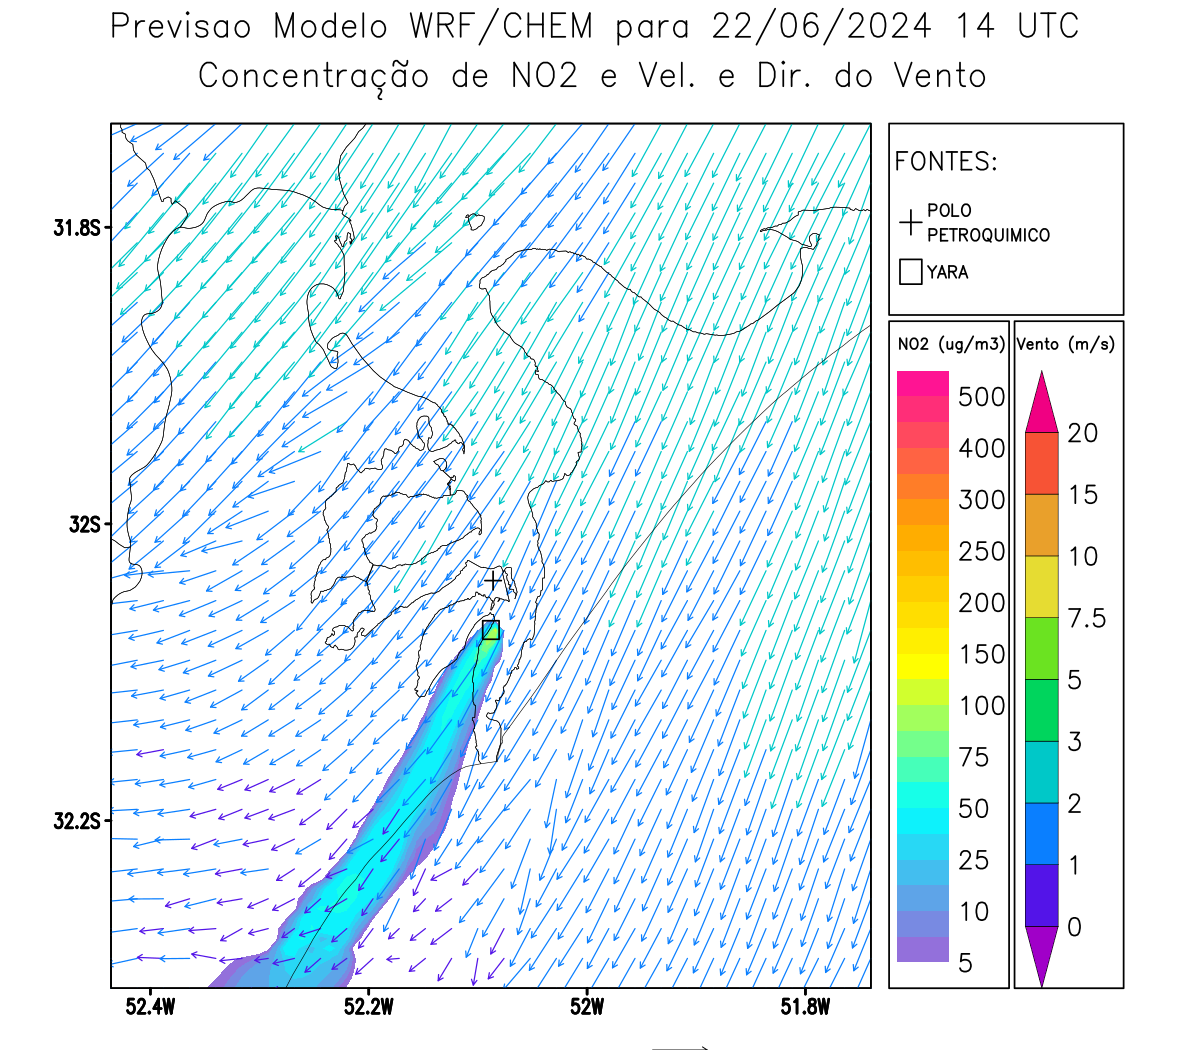 Previsao Modelo WRF/CHEM para 22/06/2024 14 UTC
Concentração de NO2 e Vel. e Dir. do Vento
FONTES:
POLO
PETROQUIMICO
YARA
NO2 (ug/m3)
500
400
300
250
200
150
100
75
50
25
10
5
Vento (m/s)
20
15
10
7.5
5
3
2
1
0
31.8S
32S
32.2S
52.4W
52.2W
52W
51.8W